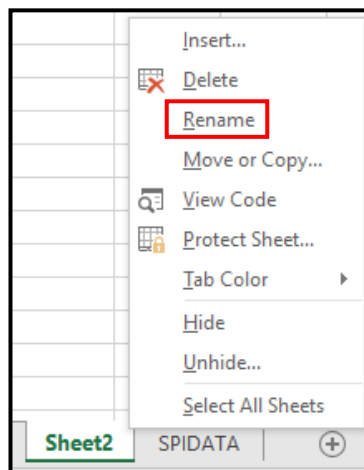 Insert...
Delete
Rename
Move or Copy...
View Code
Protect Sheet...
Tab Color
Hide
Unhide...
Select All Sheets
Sheet2 SPIDATA